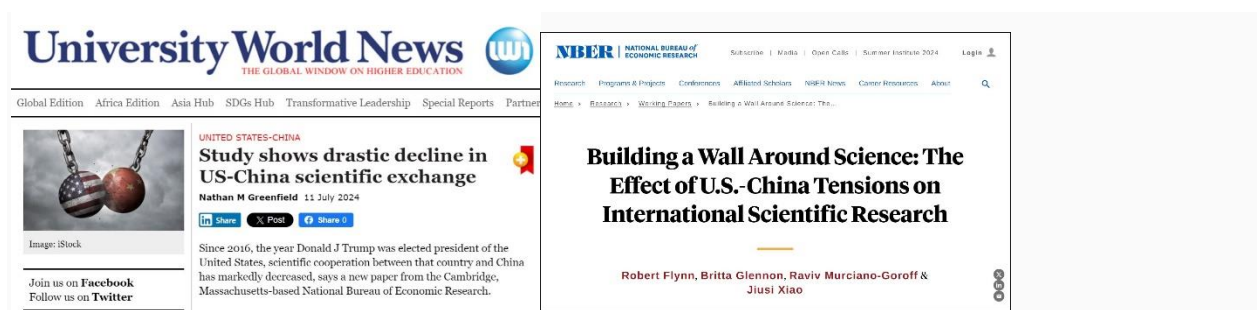 University World News
THE GLOBAL WINDOW ON HIGHER EDUCATION
Global Edition Africa Edition Asia Hub SDGs Hub Transformative Leadership Special Reports Partner
UNITED STATES-CHINA
Study shows drastic decline in
US-China scientific exchange
Nathan M Greenfield 11 July 2024
in Share X Post f Share 0
Image: iStock
Since 2016, the year Donald J Trump was elected president of the
United States, scientific cooperation between that country and China
has markedly decreased, says a new paper from the Cambridge,
Massachusetts-based National Bureau of Economic Research.
Join us on Facebook
Follow us on Twitter
NBER | NATIONAL BUREAU of
ECONOMIC RESEARCH
Subscribe | Media | Open Calls | Summer Institute 2024 Login
Research Programs & Projects Conferences Affiliated Scholars NBER News Career Resources About
Home › Research › Working Papers › Building a Wall Around Science: The...
Building a Wall Around Science: The
Effect of U.S.-China Tensions on
International Scientific Research
Robert Flynn, Britta Glennon, Raviv Murciano-Goroff &
Jiusi Xiao